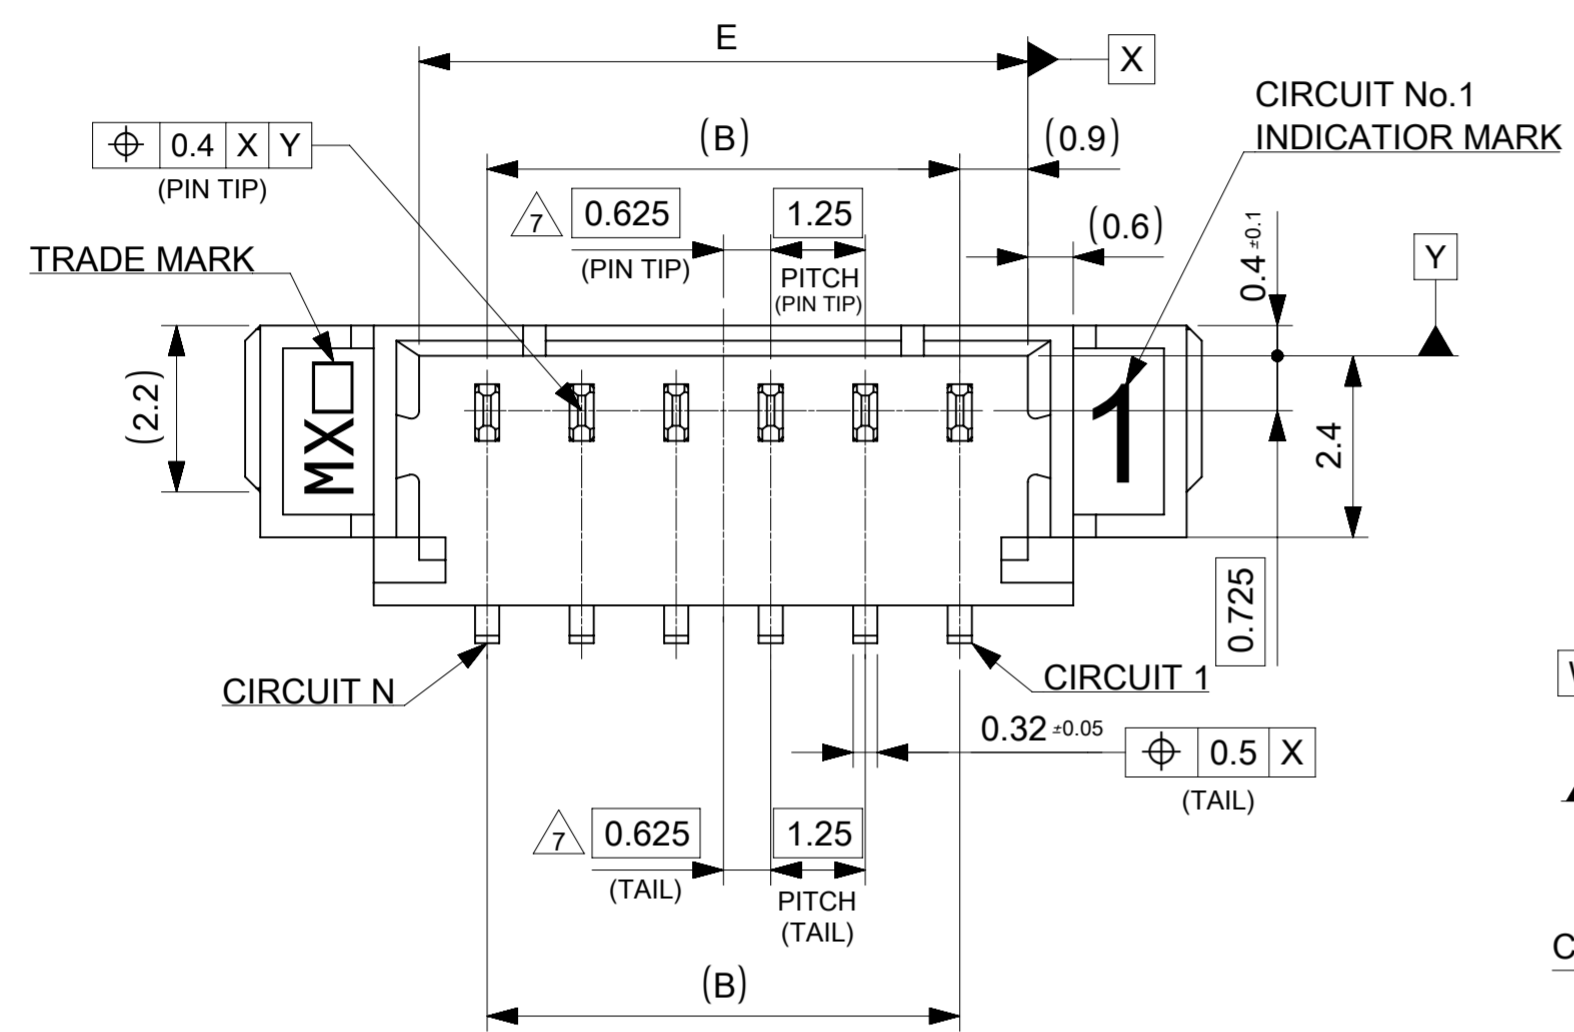 E
X
CIRCUIT No.1
INDICATIOR MARK
⌖ 0.4 X Y
(PIN TIP)
(B)
(0.9)
7 0.625
(PIN TIP)
1.25
PITCH
(PIN TIP)
(0.6)
0.4 ±0.1
Y
TRADE MARK
(2.2)
MX□
1
2.4
0.725
CIRCUIT N
CIRCUIT 1
0.32 ±0.05
⌖ 0.5 X
(TAIL)
7 0.625
(TAIL)
1.25
PITCH
(TAIL)
(B)
C